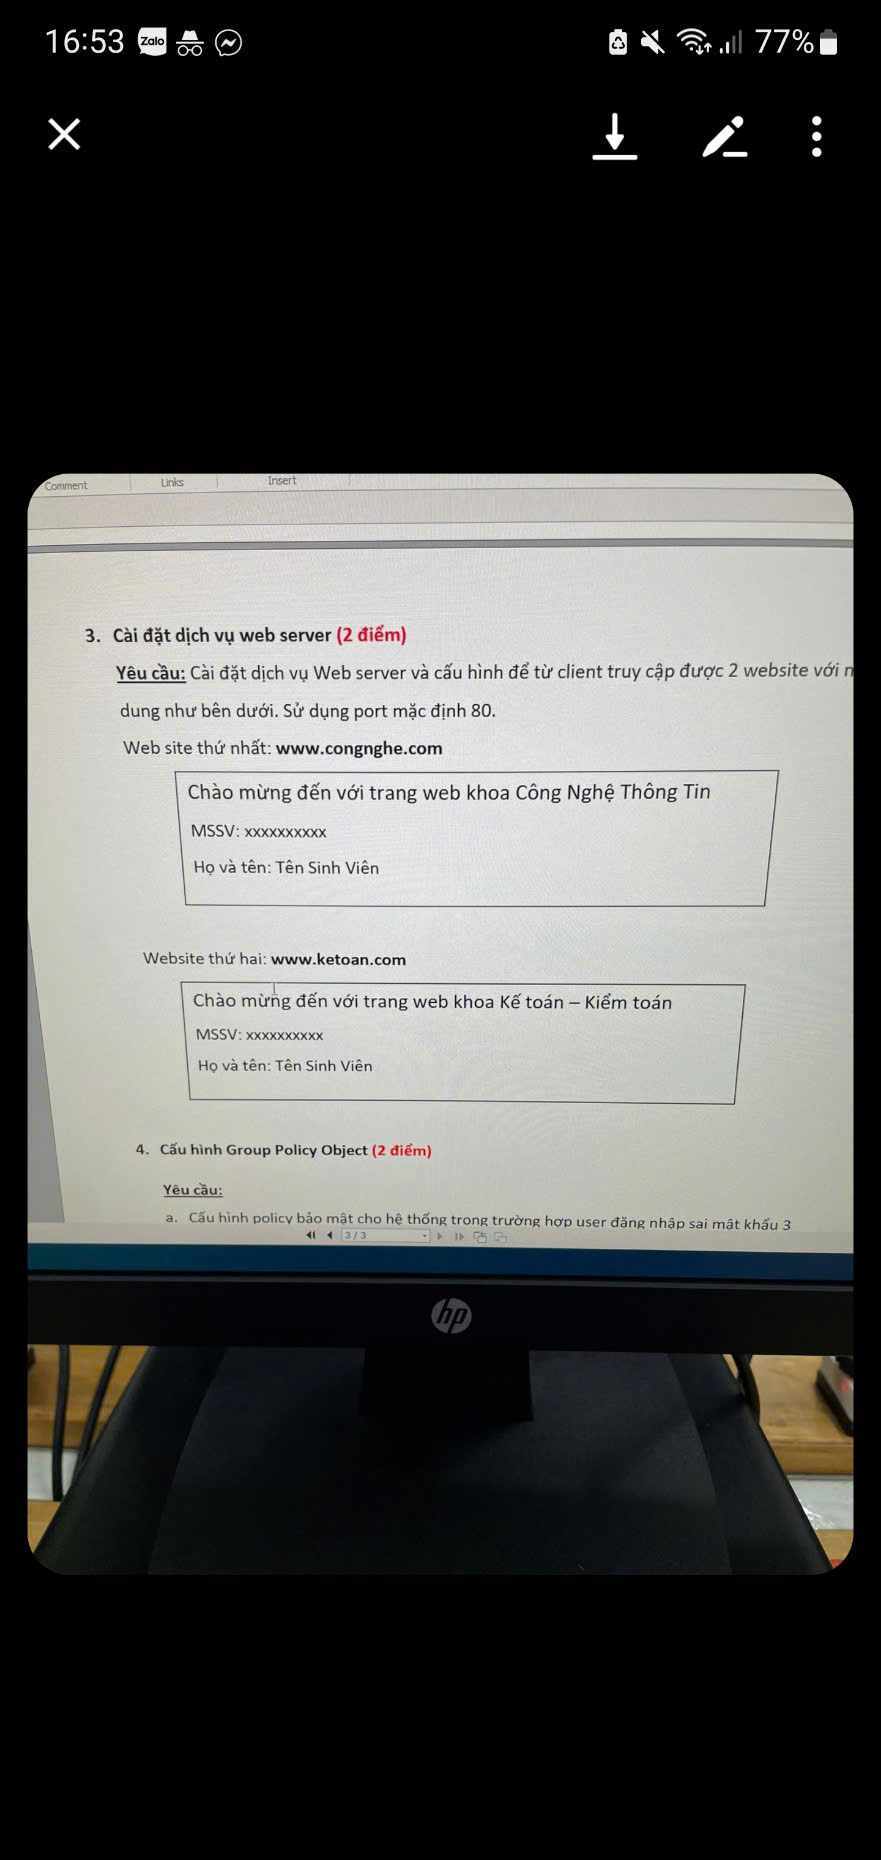 16:53 Zalo 77%
Comment Links Insert
3. Cài đặt dịch vụ web server (2 điểm)
Yêu cầu: Cài đặt dịch vụ Web server và cấu hình để từ client truy cập được 2 website với
dung như bên dưới. Sử dụng port mặc định 80.
Web site thứ nhất: www.congnghe.com
Chào mừng đến với trang web khoa Công Nghệ Thông Tin
MSSV: xxxxxxxxxx
Họ và tên: Tên Sinh Viên
Website thứ hai: www.ketoan.com
Chào mừng đến với trang web khoa Kế toán – Kiểm toán
MSSV: xxxxxxxxxx
Họ và tên: Tên Sinh Viên
4. Cấu hình Group Policy Object (2 điểm)
Yêu cầu:
a. Cấu hình policy bảo mật cho hệ thống trong trường hợp user đăng nhập sai mật khẩu 3
3 / 3
hp